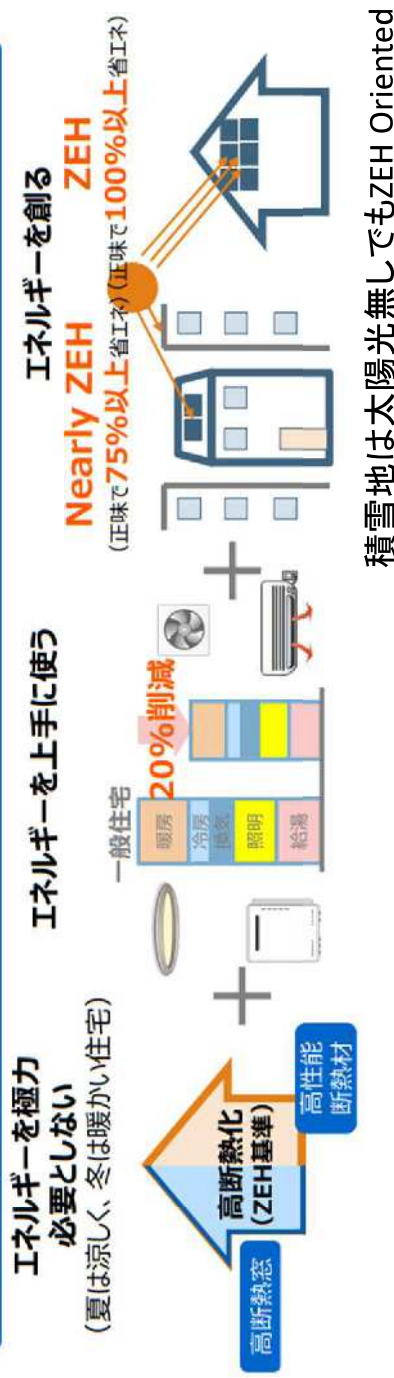 エネルギーを極力
必要としない
（夏は涼しく、冬は暖かい住宅）
高断熱窓
高断熱化
（ZEH基準）
高性能
断熱材
エネルギーを上手に使う
一般住宅
20%削減
暖房
冷房
換気
照明
給湯
エネルギーを創る
Nearly ZEH
（正味で75%以上省エネ）
ZEH
（正味で100%以上省エネ）
積雪地は太陽光無しでもZEH Oriented